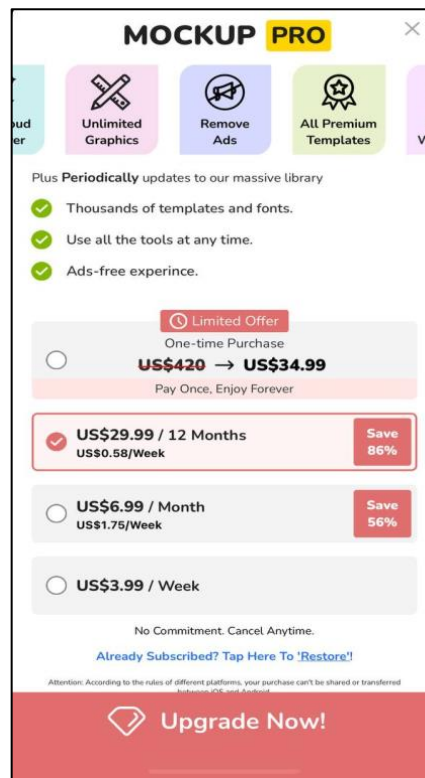 MOCKUP PRO
Unlimited
Graphics
Remove
Ads
All Premium
Templates
Plus Periodically updates to our massive library
Thousands of templates and fonts.
Use all the tools at any time.
Ads-free experince.
Limited Offer
One-time Purchase
US$420 → US$34.99
Pay Once, Enjoy Forever
US$29.99 / 12 Months
US$0.58/Week
Save
86%
US$6.99 / Month
US$1.75/Week
Save
56%
US$3.99 / Week
No Commitment. Cancel Anytime.
Already Subscribed? Tap Here To 'Restore'!
Attention: According to the rules of different platforms, your purchase can't be shared or transferred
between iOS and Android
Upgrade Now!